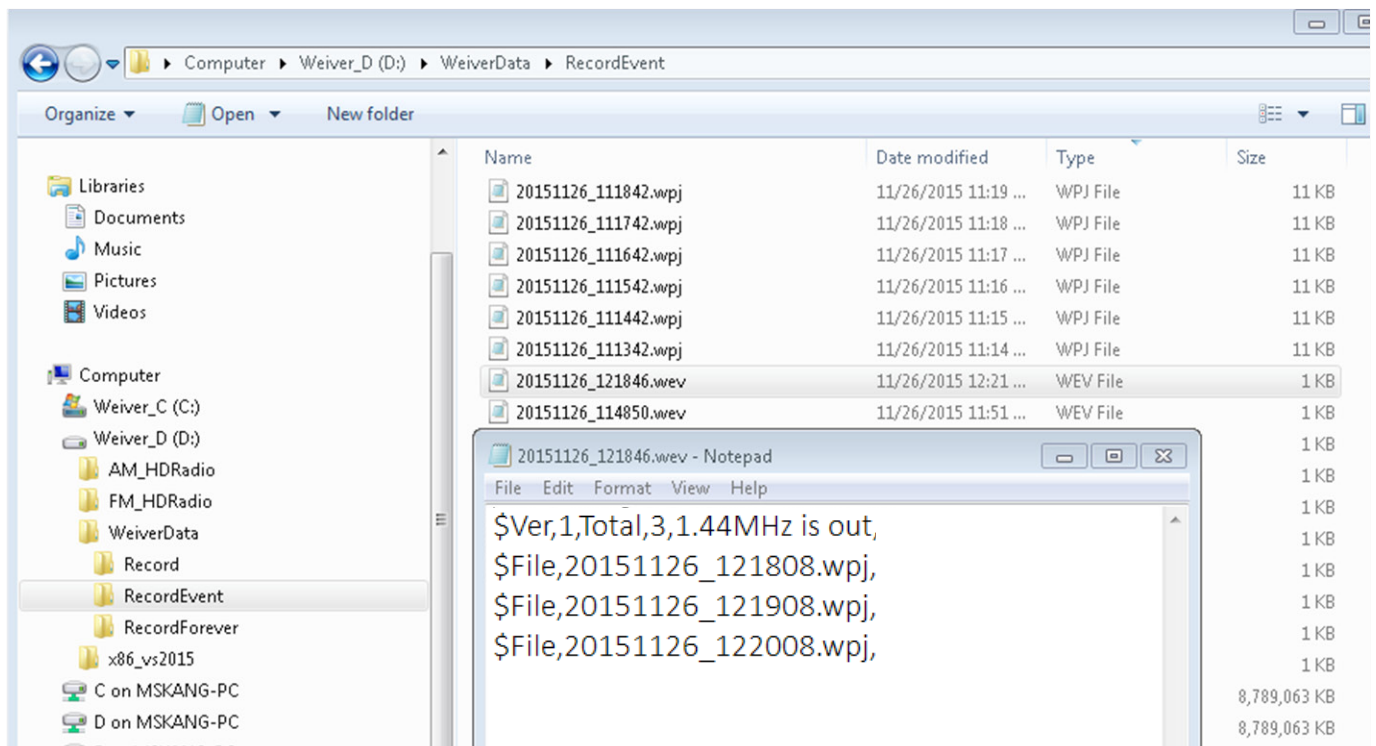 Computer ▸ Weiver_D (D:) ▸ WeiverData ▸ RecordEvent
Organize Open New folder
Libraries
Documents
Music
Pictures
Videos
Computer
Weiver_C (C:)
Weiver_D (D:)
AM_HDRadio
FM_HDRadio
WeiverData
Record
RecordEvent
RecordForever
x86_vs2015
C on MSKANG-PC
D on MSKANG-PC
Name Date modified Type Size
20151126_111842.wpj 11/26/2015 11:19 ... WPJ File 11 KB
20151126_111742.wpj 11/26/2015 11:18 ... WPJ File 11 KB
20151126_111642.wpj 11/26/2015 11:17 ... WPJ File 11 KB
20151126_111542.wpj 11/26/2015 11:16 ... WPJ File 11 KB
20151126_111442.wpj 11/26/2015 11:15 ... WPJ File 11 KB
20151126_111342.wpj 11/26/2015 11:14 ... WPJ File 11 KB
20151126_121846.wev 11/26/2015 12:21 ... WEV File 1 KB
20151126_114850.wev 11/26/2015 11:51 ... WEV File 1 KB
1 KB
1 KB
1 KB
1 KB
1 KB
1 KB
1 KB
1 KB
8,789,063 KB
8,789,063 KB
20151126_121846.wev - Notepad
File Edit Format View Help
$Ver,1,Total,3,1.44MHz is out,
$File,20151126_121808.wpj,
$File,20151126_121908.wpj,
$File,20151126_122008.wpj,